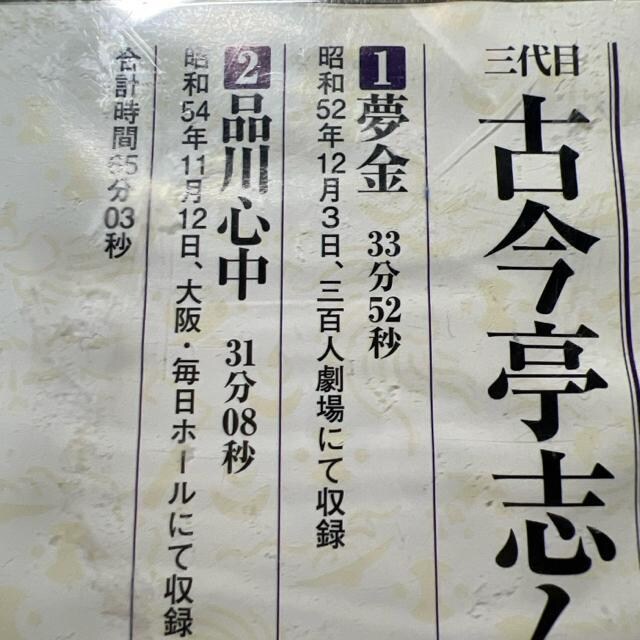 三代目
古今亭志
1 夢金 33分52秒
昭和52年12月3日、三百人劇場にて収録
2 品川心中 31分08秒
昭和54年11月12日、大阪・毎日ホールにて収録
合計時間65分03秒